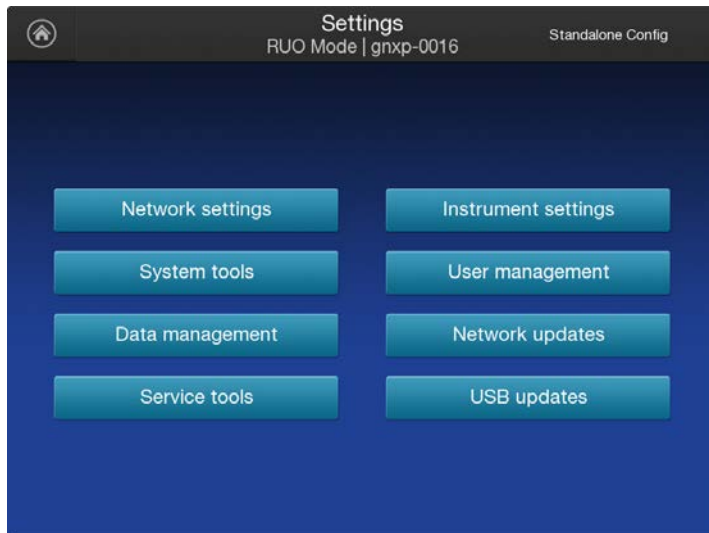 Settings
RUO Mode | gnxp-0016
Standalone Config
Network settings
Instrument settings
System tools
User management
Data management
Network updates
Service tools
USB updates